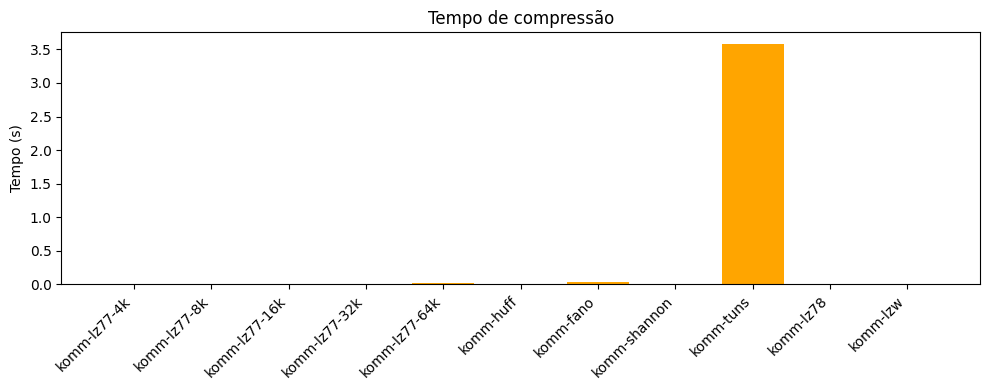 Tempo de compressão
Tempo (s)
3.5
3.0
2.5
2.0
1.5
1.0
0.5
0.0
komm-lz77-4k
komm-lz77-8k
komm-lz77-16k
komm-lz77-32k
komm-lz77-64k
komm-huff
komm-fano
komm-shannon
komm-tuns
komm-lz78
komm-lzw